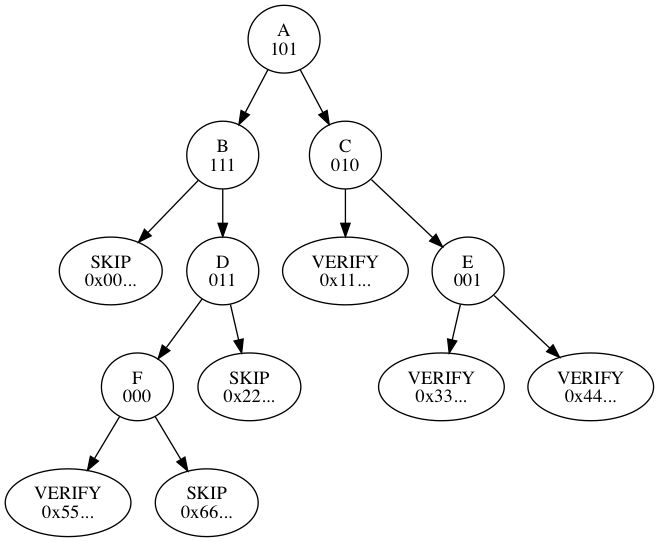 A
101
B
111
C
010
SKIP
0x00...
D
011
VERIFY
0x11...
E
001
F
000
SKIP
0x22...
VERIFY
0x33...
VERIFY
0x44...
VERIFY
0x55...
SKIP
0x66...